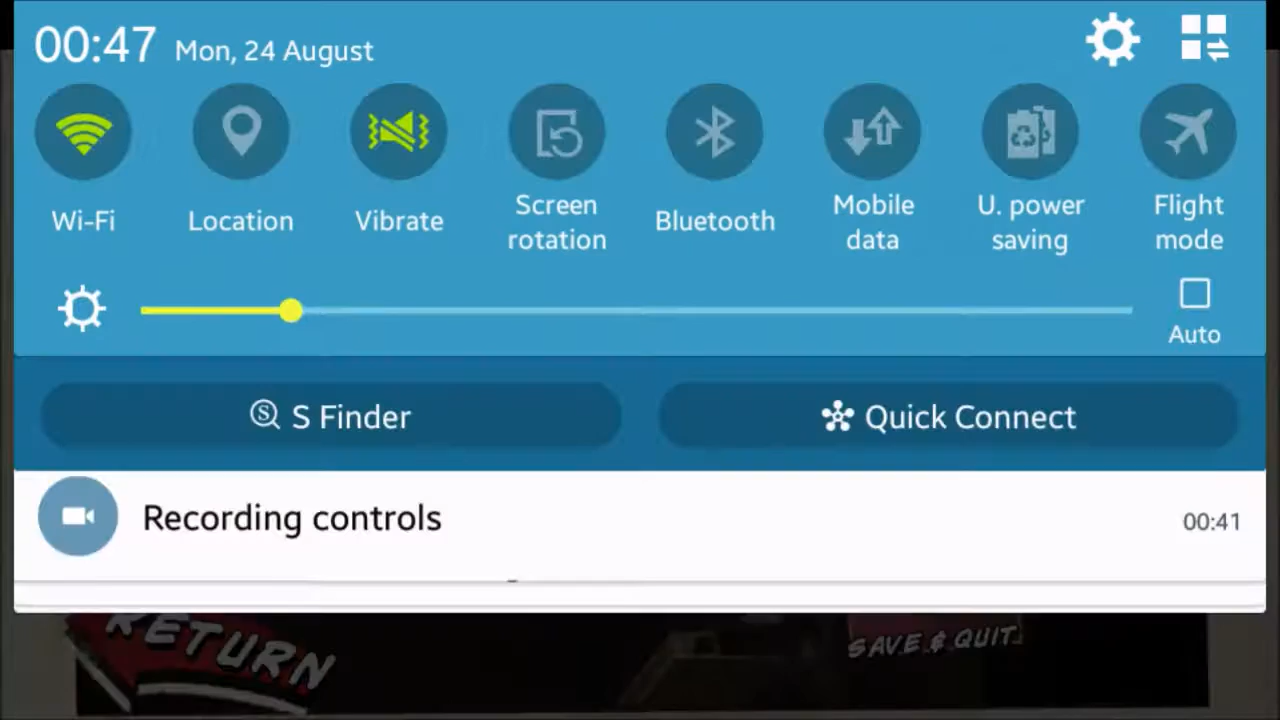 00:47 Mon, 24 August
Wi-Fi
Location
Vibrate
Screen
rotation
Bluetooth
Mobile
data
U. power
saving
Flight
mode
Auto
S Finder
Quick Connect
Recording controls
00:41
RETURN
SAVE & QUIT